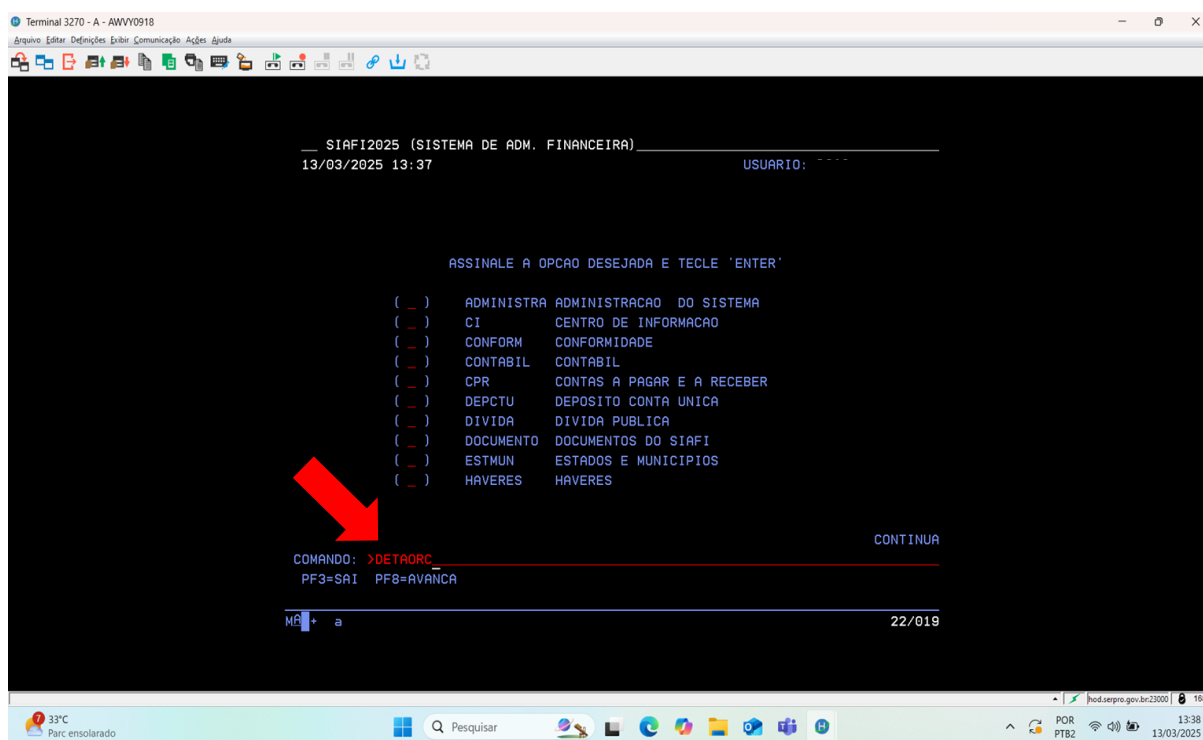 Terminal 3270 - A - AWVY0918
Arquivo Editar Definições Exibir Comunicação Ações Ajuda
__ SIAFI2025 (SISTEMA DE ADM. FINANCEIRA)
13/03/2025 13:37 USUARIO:
ASSINALE A OPCAO DESEJADA E TECLE 'ENTER'
( _ ) ADMINISTRA ADMINISTRACAO DO SISTEMA
( _ ) CI CENTRO DE INFORMACAO
( _ ) CONFORM CONFORMIDADE
( _ ) CONTABIL CONTABIL
( _ ) CPR CONTAS A PAGAR E A RECEBER
( _ ) DEPCTU DEPOSITO CONTA UNICA
( _ ) DIVIDA DIVIDA PUBLICA
( _ ) DOCUMENTO DOCUMENTOS DO SIAFI
( _ ) ESTMUN ESTADOS E MUNICIPIOS
( _ ) HAVERES HAVERES
CONTINUA
COMANDO: >DETAORC
PF3=SAI PF8=AVANCA
MA + a 22/019
hod.serpro.gov.br:23000 16
7 33°C
Parc ensolarado
Pesquisar
POR 13:38
PTB2 13/03/2025